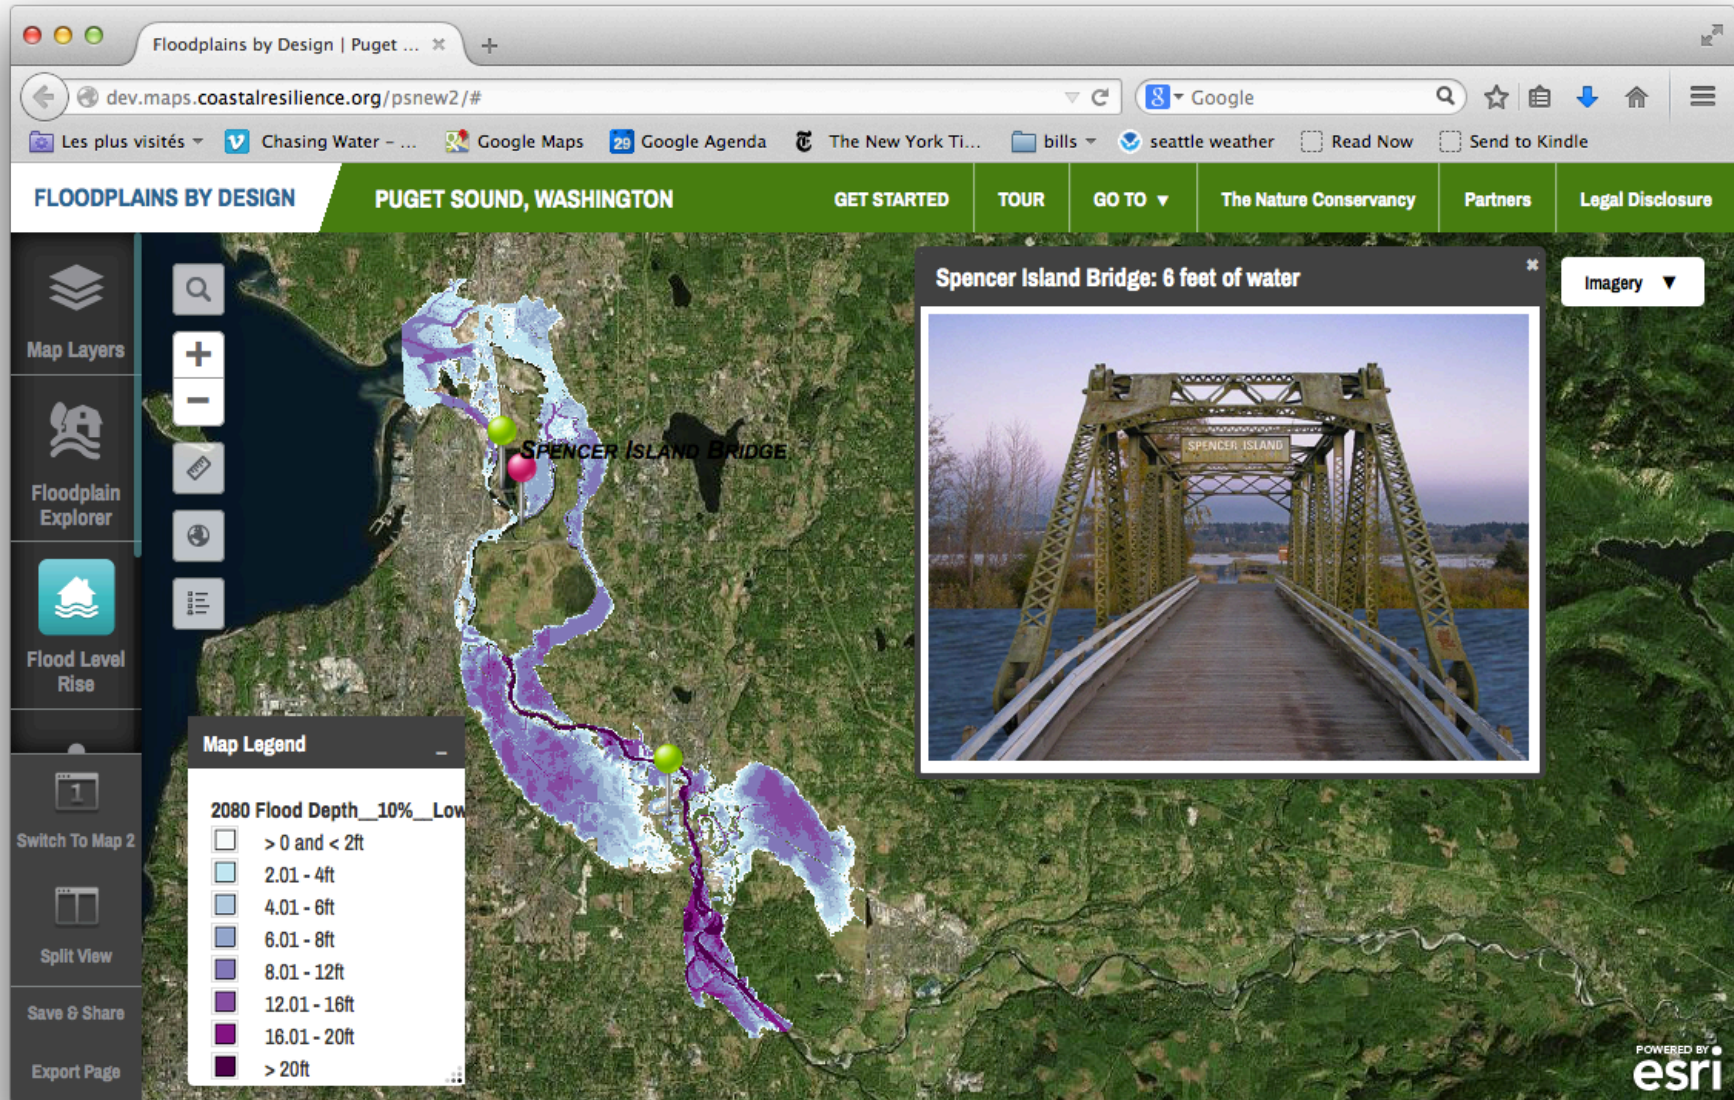 Floodplains by Design | Puget ...
dev.maps.coastalresilience.org/psnew2/#
Google
Les plus visités
Chasing Water – ...
Google Maps
29
Google Agenda
The New York Ti...
bills
seattle weather
Read Now
Send to Kindle
FLOODPLAINS BY DESIGN
PUGET SOUND, WASHINGTON
GET STARTED
TOUR
GO TO
The Nature Conservancy
Partners
Legal Disclosure
Map Layers
Floodplain
Explorer
Flood Level
Rise
1
Switch To Map 2
Split View
Save & Share
Export Page
Spencer Island Bridge
Spencer Island Bridge: 6 feet of water
SPENCER ISLAND
Imagery
Map Legend
2080 Flood Depth__10%__Low
> 0 and < 2ft
2.01 - 4ft
4.01 - 6ft
6.01 - 8ft
8.01 - 12ft
12.01 - 16ft
16.01 - 20ft
> 20ft
POWERED BY
esri